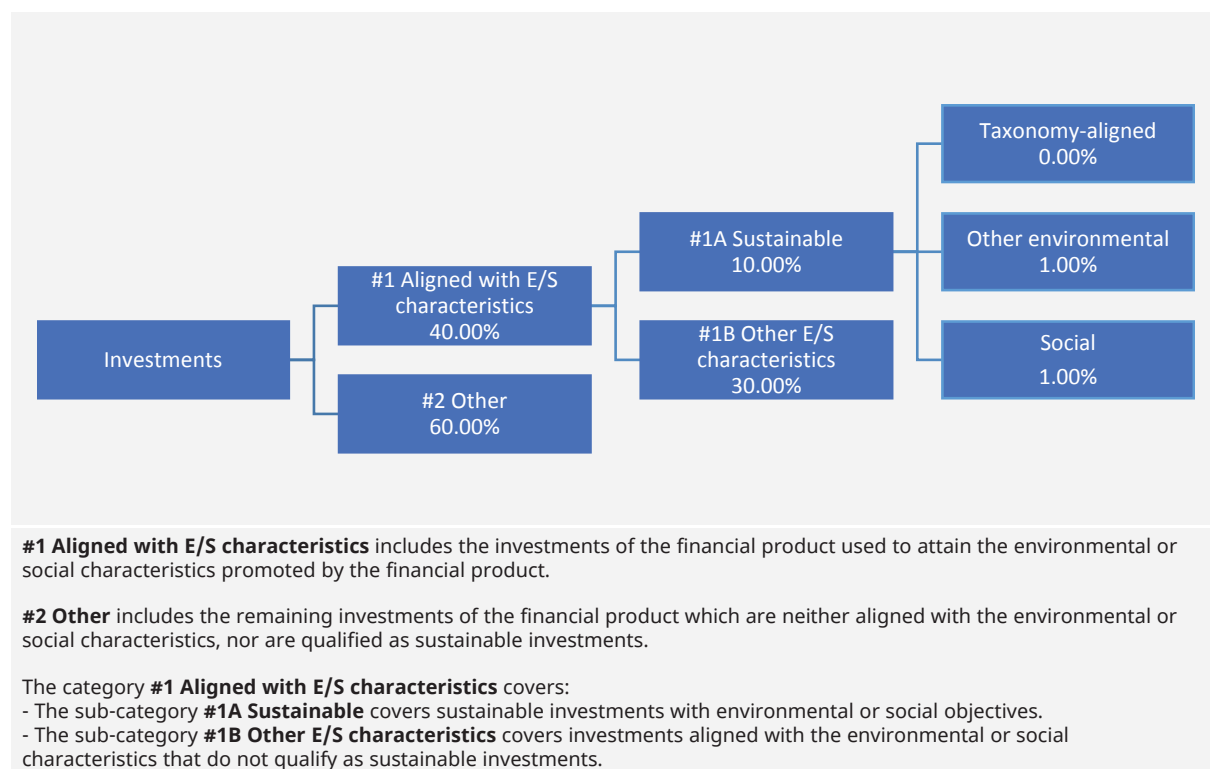 Investments
#1 Aligned with E/S
characteristics
40.00%
#2 Other
60.00%
#1A Sustainable
10.00%
#1B Other E/S
characteristics
30.00%
Taxonomy-aligned
0.00%
Other environmental
1.00%
Social
1.00%
#1 Aligned with E/S characteristics includes the investments of the financial product used to attain the environmental or
social characteristics promoted by the financial product.
#2 Other includes the remaining investments of the financial product which are neither aligned with the environmental or
social characteristics, nor are qualified as sustainable investments.
The category #1 Aligned with E/S characteristics covers:
- The sub-category #1A Sustainable covers sustainable investments with environmental or social objectives.
- The sub-category #1B Other E/S characteristics covers investments aligned with the environmental or social
characteristics that do not qualify as sustainable investments.